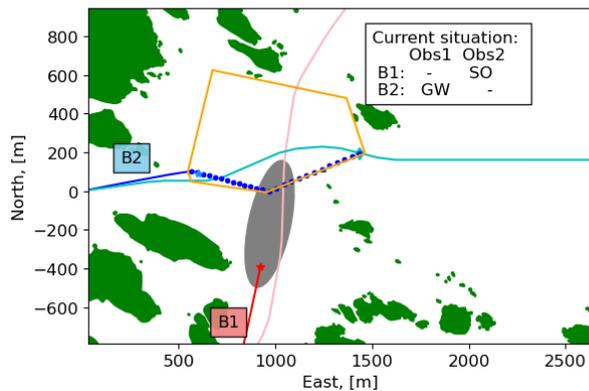 800
600
400
200
0
−200
−400
−600
North, [m]
500
1000
1500
2000
2500
East, [m]
Current situation:
Obs1 Obs2
B1: - SO
B2: GW -
B2
B1